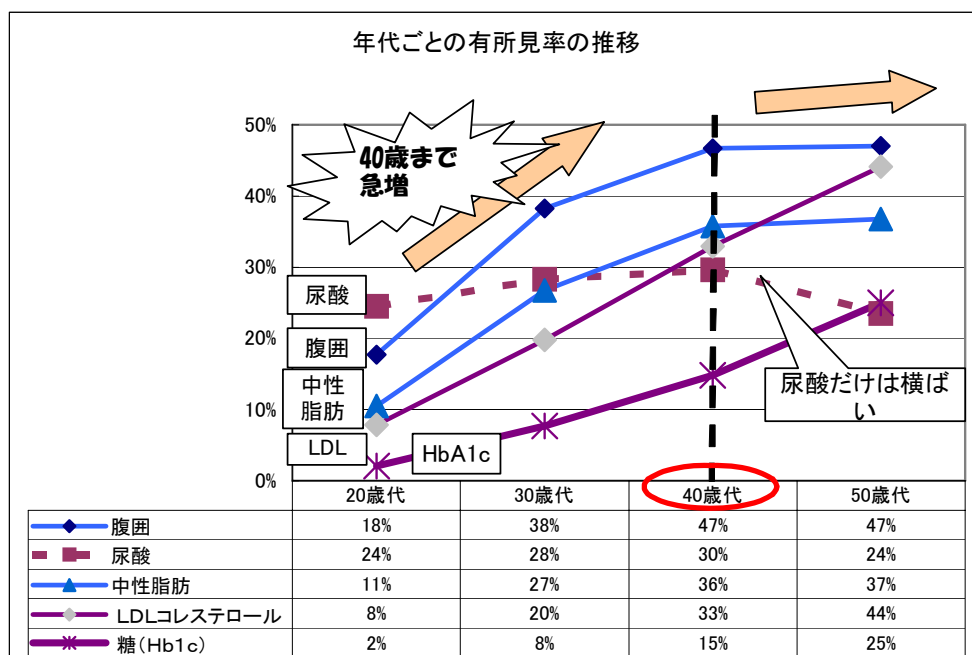 年代ごとの有所見率の推移
50%
40%
30%
20%
10%
0%
40歳まで
急増
尿酸
腹囲
中性
脂肪
LDL
HbA1c
尿酸だけは横ば
い
20歳代 30歳代 40歳代 50歳代
腹囲 18% 38% 47% 47%
尿酸 24% 28% 30% 24%
中性脂肪 11% 27% 36% 37%
LDLコレステロール 8% 20% 33% 44%
糖(Hb1c) 2% 8% 15% 25%